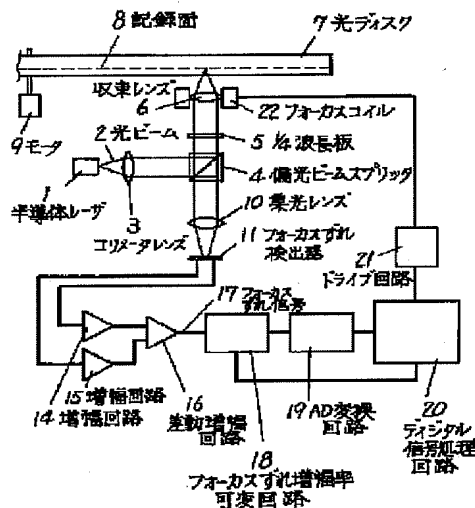 8 記録面
7 光ディスク
収束レンズ
6
22 フォーカスコイル
9 モータ
2 光ビーム
5 1/4 波長板
1
半導体レーザ
3
コリメータレンズ
4 偏光ビームスプリッタ
10 集光レンズ
11 フォーカスずれ
検出器
21
ドライブ回路
17 フォーカス
ずれ信号
15 増幅回路
14 増幅回路
16
差動増幅
回路
18
フォーカスずれ増幅率
可変回路
19 AD変換
回路
20
ディジタル
信号処理
回路